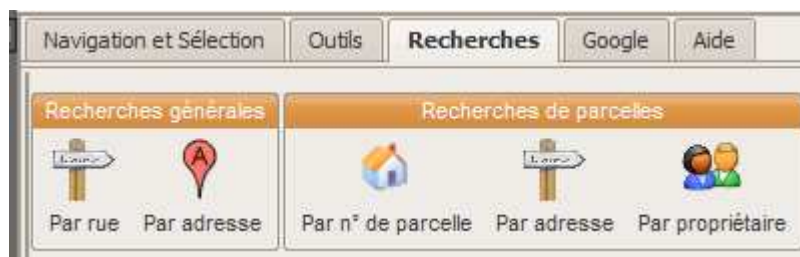 Navigation et Sélection Outils Recherches Google Aide
Recherches générales Recherches de parcelles
A
Par rue Par adresse Par n° de parcelle Par adresse Par propriétaire